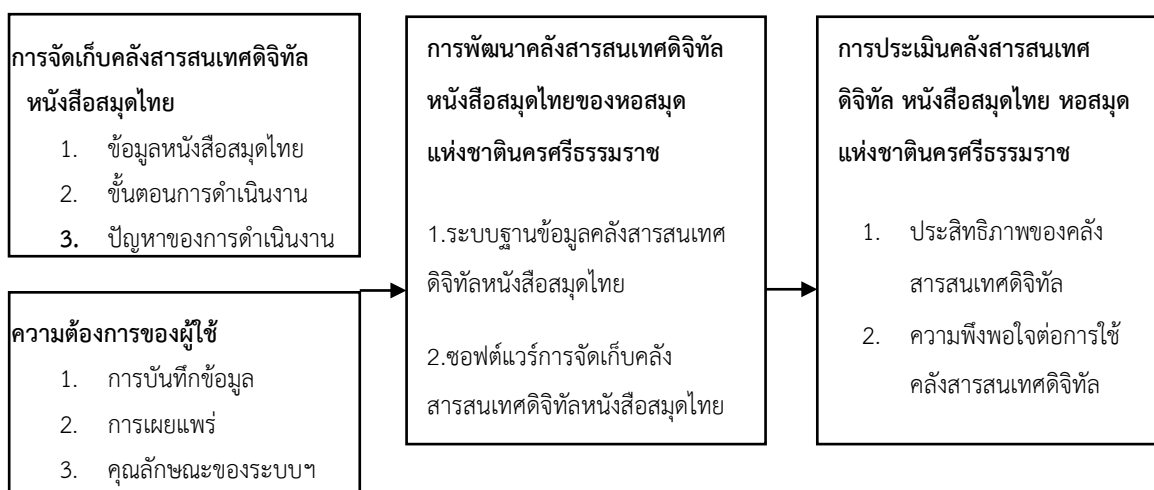 การจัดเก็บคลังสารสนเทศดิจิทัล
หนังสือสมุดไทย
1. ข้อมูลหนังสือสมุดไทย
2. ขั้นตอนการดำเนินงาน
3. ปัญหาของการดำเนินงาน
ความต้องการของผู้ใช้
1. การบันทึกข้อมูล
2. การเผยแพร่
3. คุณลักษณะของระบบฯ
การพัฒนาคลังสารสนเทศดิจิทัล
หนังสือสมุดไทยของหอสมุด
แห่งชาตินครศรีธรรมราช
1.ระบบฐานข้อมูลคลังสารสนเทศ
ดิจิทัลหนังสือสมุดไทย
2.ซอฟต์แวร์การจัดเก็บคลัง
สารสนเทศดิจิทัลหนังสือสมุดไทย
การประเมินคลังสารสนเทศ
ดิจิทัล หนังสือสมุดไทย หอสมุด
แห่งชาตินครศรีธรรมราช
1. ประสิทธิภาพของคลัง
สารสนเทศดิจิทัล
2. ความพึงพอใจต่อการใช้
คลังสารสนเทศดิจิทัล